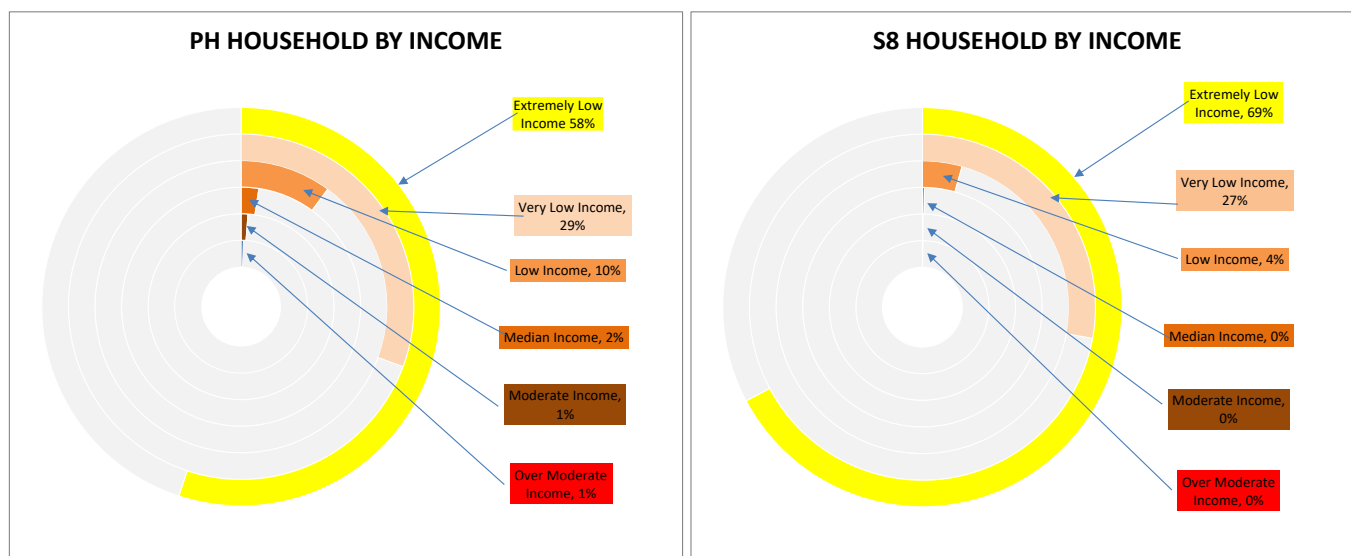 PH HOUSEHOLD BY INCOME
Extremely Low
Income 58%
Very Low Income,
29%
Low Income, 10%
Median Income, 2%
Moderate Income,
1%
Over Moderate
Income, 1%
S8 HOUSEHOLD BY INCOME
Extremely Low
Income, 69%
Very Low Income,
27%
Low Income, 4%
Median Income, 0%
Moderate Income,
0%
Over Moderate
Income, 0%